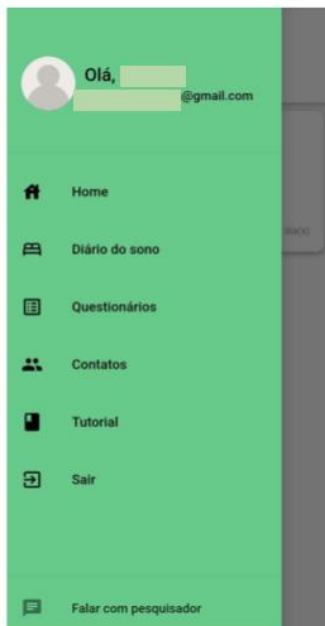 Olá,
@gmail.com
Home
Diário do sono
Questionários
Contatos
Tutorial
Sair
Falar com pesquisador